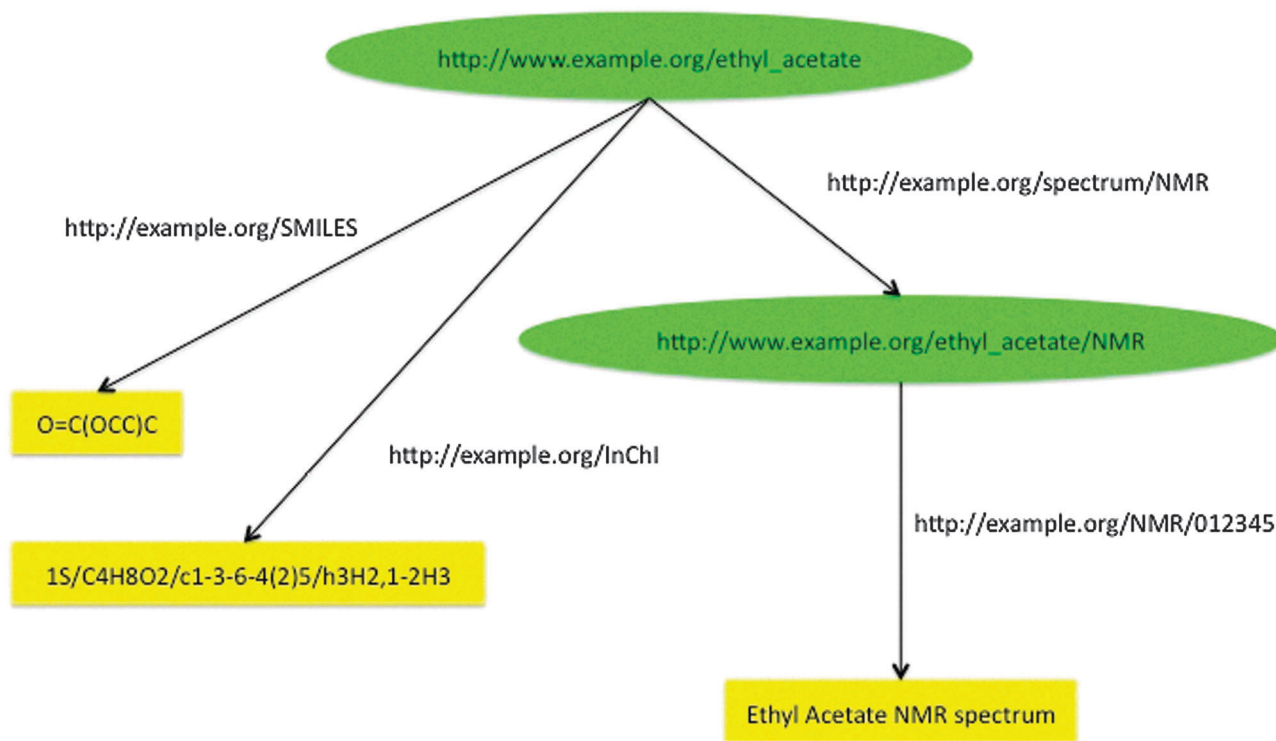 http://www.example.org/ethyl_acetate
http://example.org/spectrum/NMR
http://example.org/SMILES
http://www.example.org/ethyl_acetate/NMR
O=C(OCC)C
http://example.org/InChI
http://example.org/NMR/012345
1S/C4H8O2/c1-3-6-4(2)5/h3H2,1-2H3
Ethyl Acetate NMR spectrum